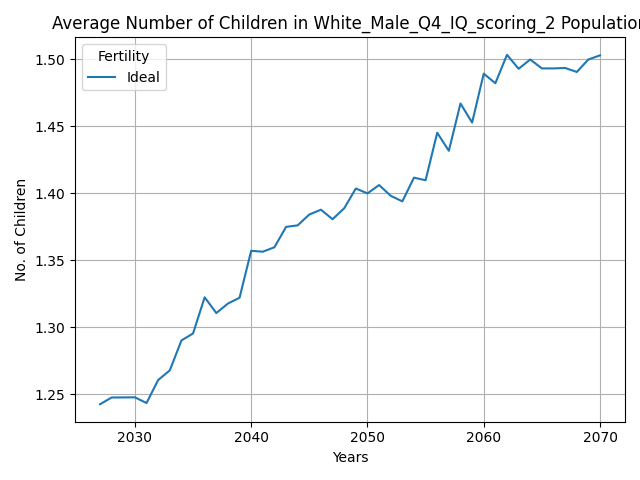 Average Number of Children in White_Male_Q4_IQ_scoring_2 Population
Fertility
Ideal
No. of Children
1.50
1.45
1.40
1.35
1.30
1.25
2030 2040 2050 2060 2070
Years